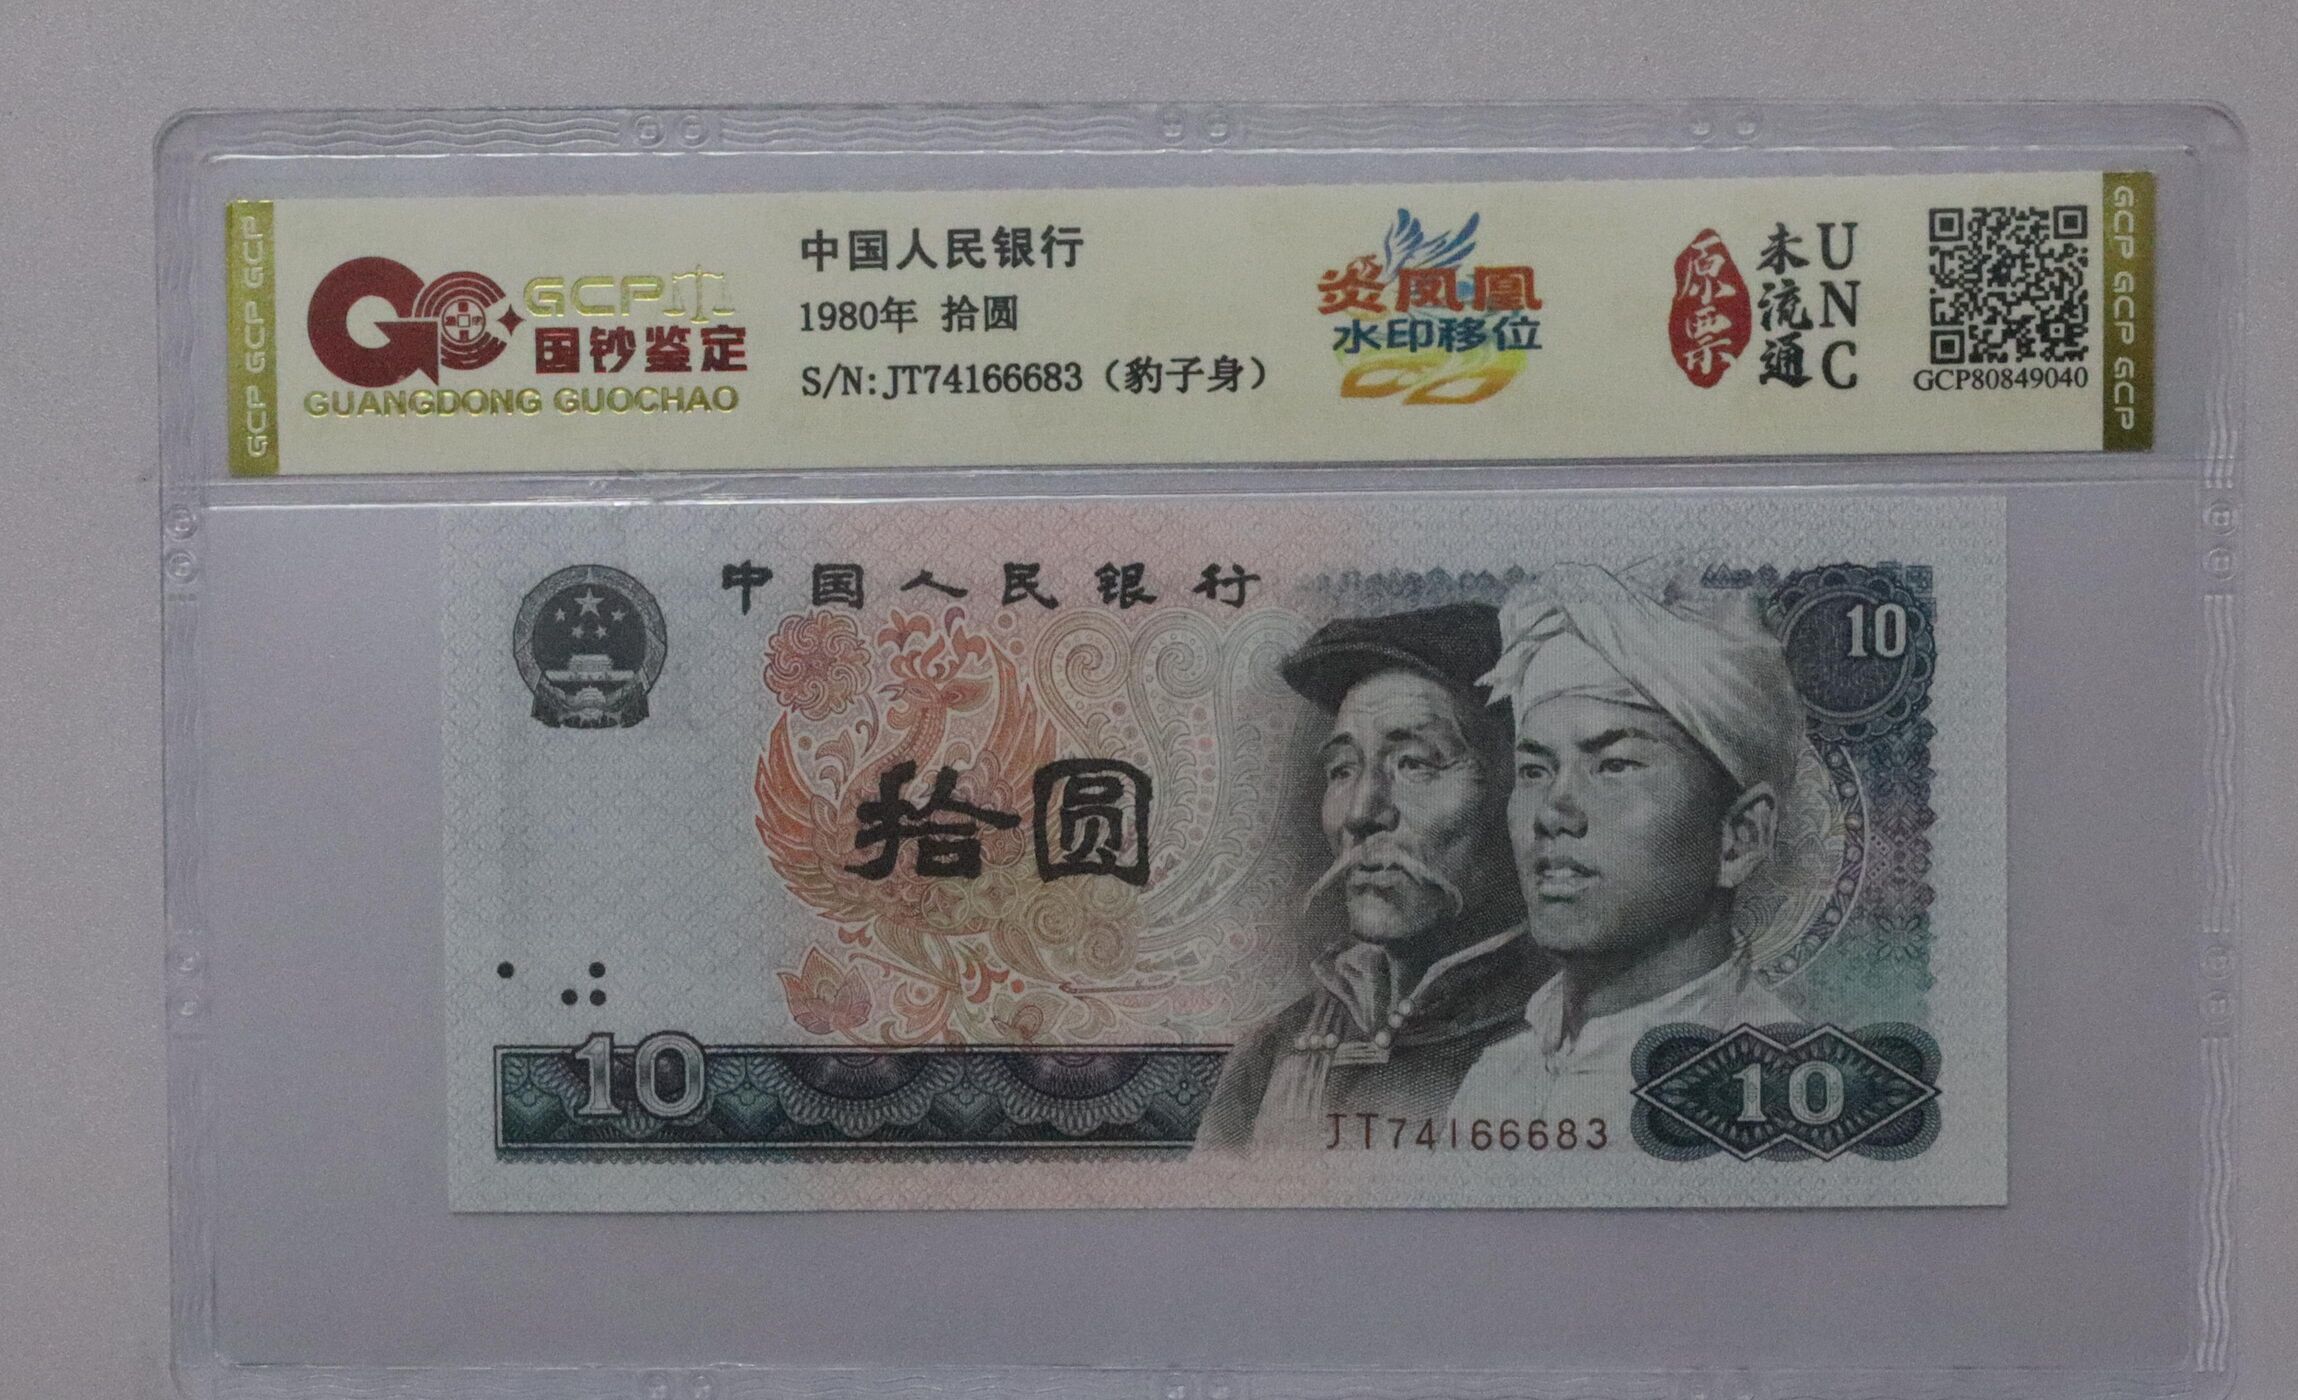 GCP GCP GCP
GCP
国钞鉴定
GUANGDONG GUOCHAO
中国人民银行
1980年 拾圆
S/N:JT74166683（豹子身）
炎凤凰
水印移位
原票
未流通
UNC
GCP80849040
GCP GCP GCP
中国人民银行
10
拾圆
10
JT74166683
10